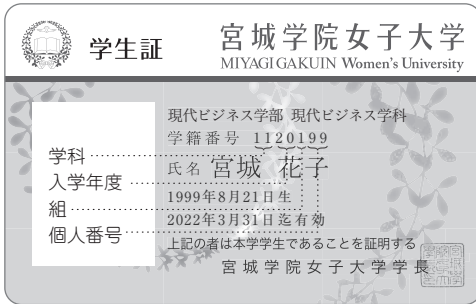 学生証
宮城学院女子大学
MIYAGI GAKUIN Women's University
現代ビジネス学部 現代ビジネス学科
学籍番号 1120199
氏名 宮城 花子
1999年8月21日生
2022年3月31日迄有効
上記の者は本学学生であることを証明する
宮城学院女子大学学長
学科
入学年度
組
個人番号